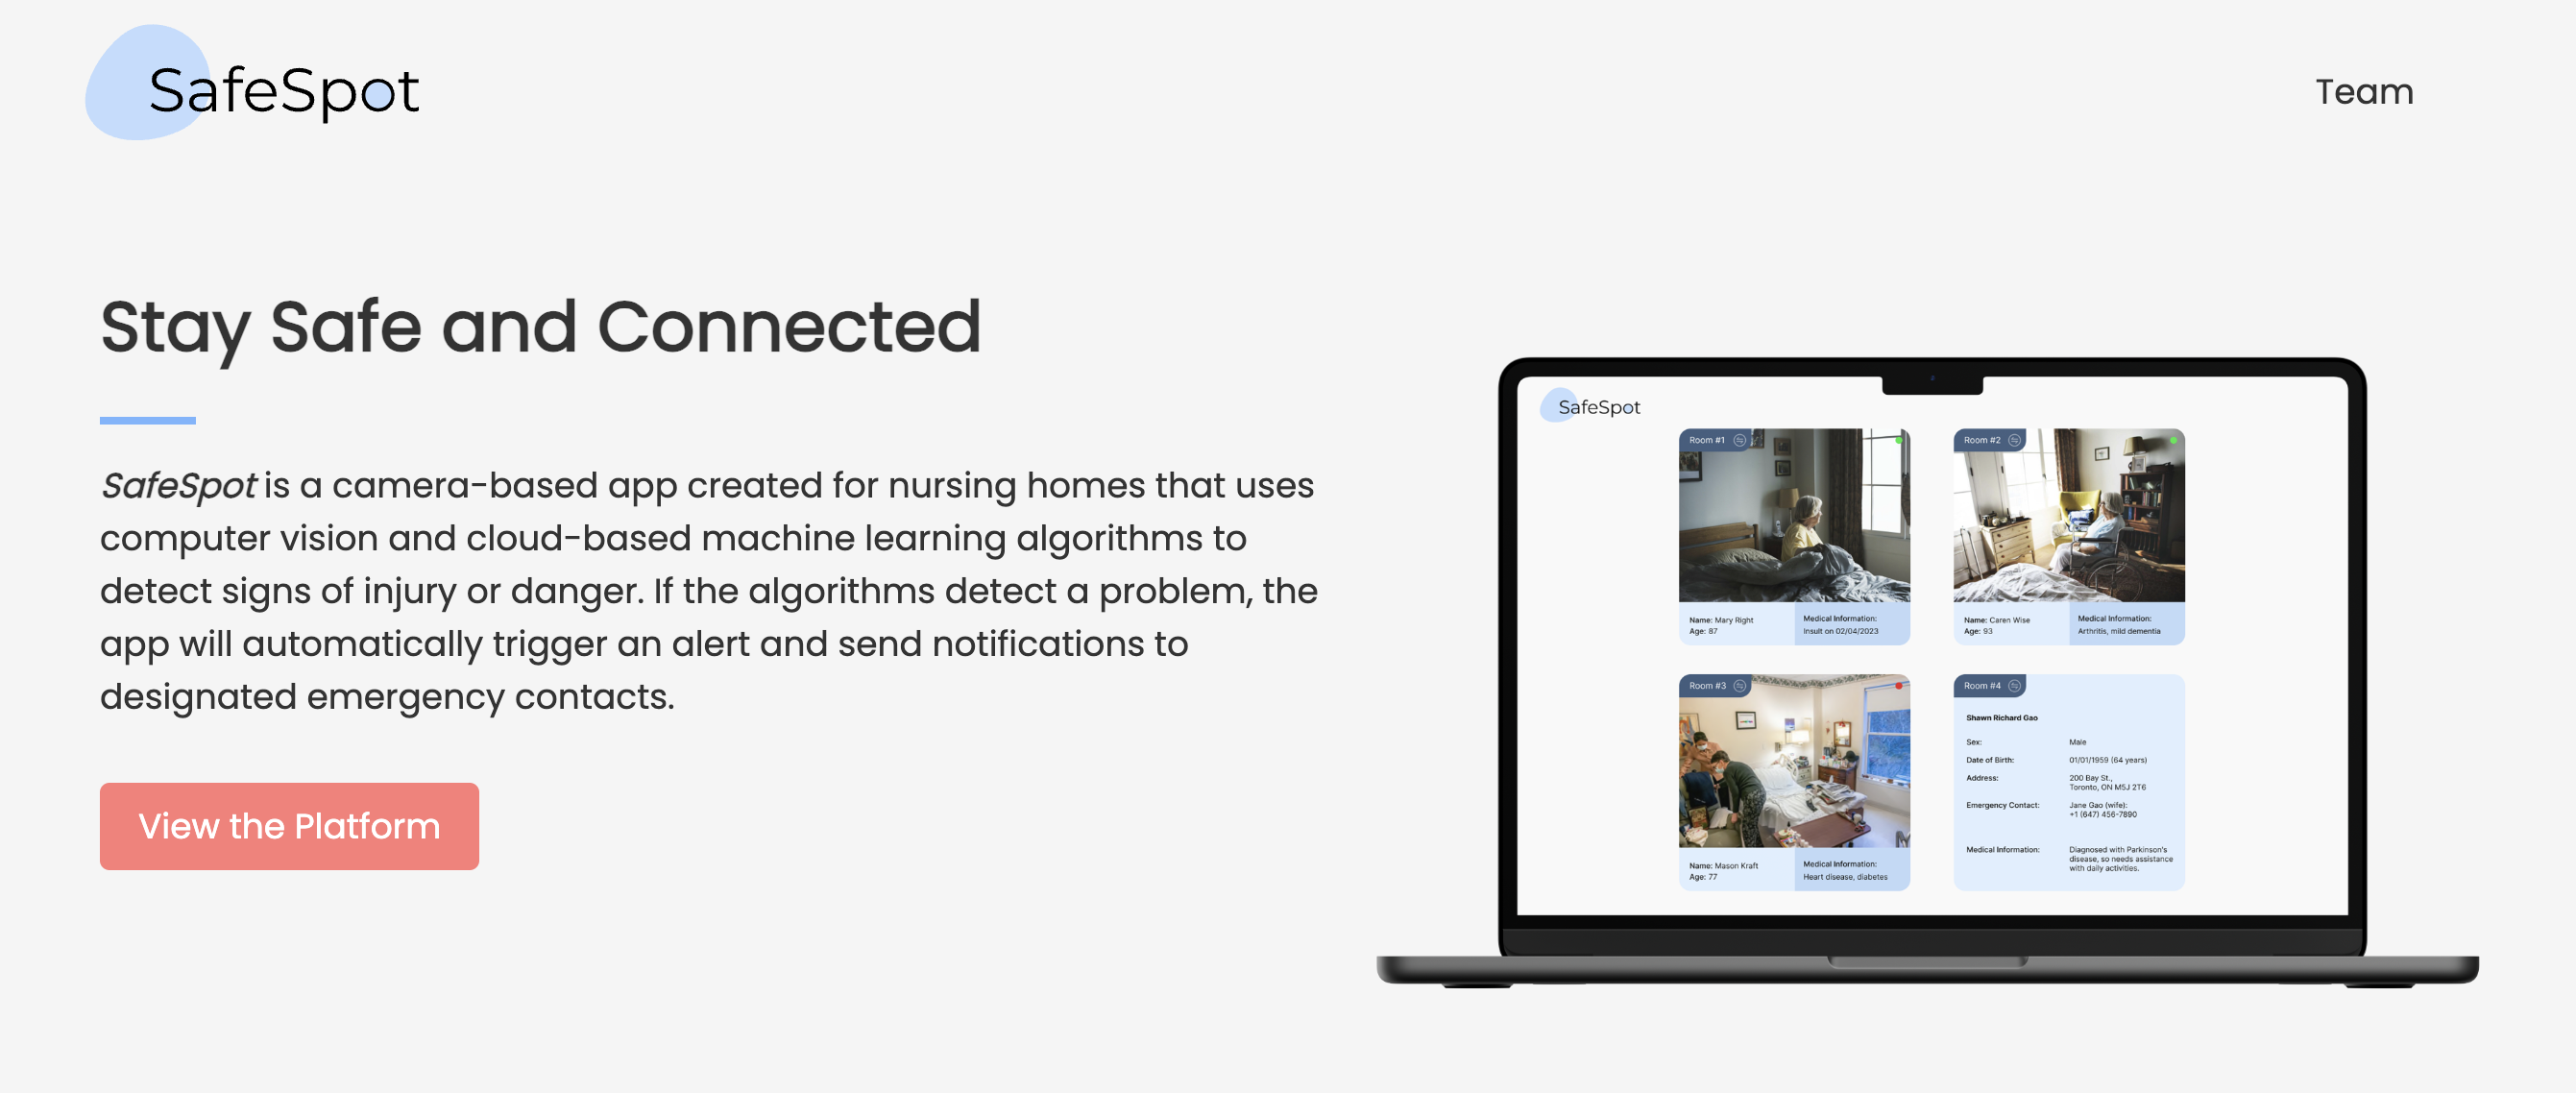 SafeSpot
Team
Stay Safe and Connected
SafeSpot is a camera-based app created for nursing homes that uses
computer vision and cloud-based machine learning algorithms to
detect signs of injury or danger. If the algorithms detect a problem, the
app will automatically trigger an alert and send notifications to
designated emergency contacts.
View the Platform
SafeSpot
Room #1
Name: Mary Right
Age: 87
Medical Information:
Insult on 02/04/2023
Room #2
Name: Caren Wise
Age: 93
Medical Information:
Arthritis, mild dementia
Room #3
Name: Mason Kraft
Age: 77
Medical Information:
Heart disease, diabetes
Room #4
Shawn Richard Gao
Sex: Male
Date of Birth: 01/01/1959 (64 years)
Address: 200 Bay St.,
Toronto, ON M5J 2T6
Emergency Contact: Jane Gao (wife):
+1 (647) 456-7890
Medical Information: Diagnosed with Parkinson's
disease, so needs assistance
with daily activities.